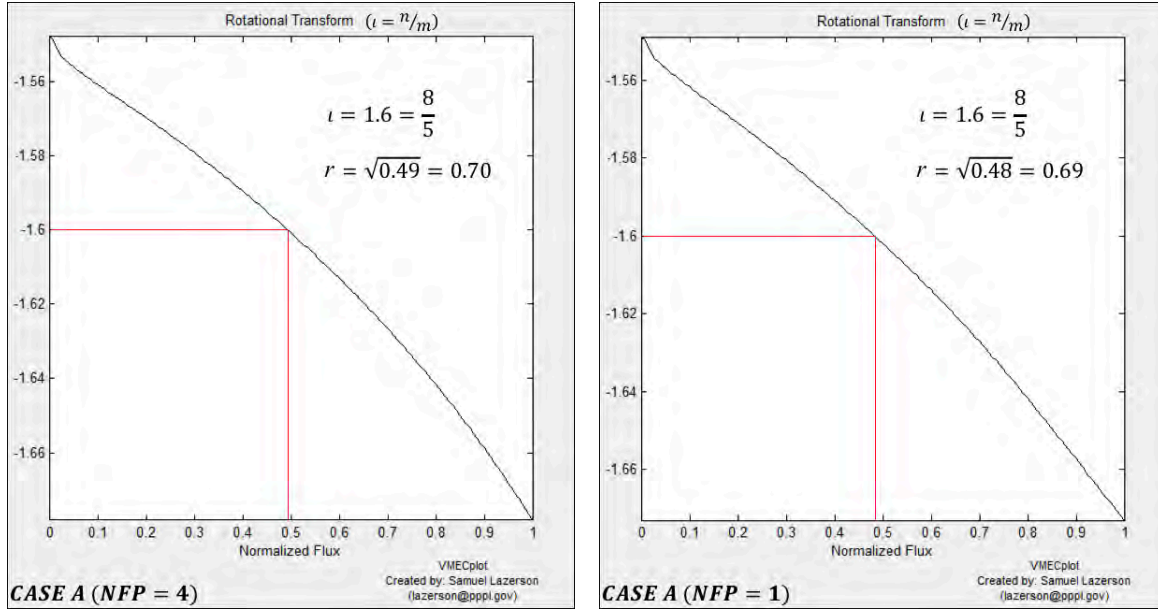 Rotational Transform (ι = n/m)
-1.56
-1.58
-1.6
-1.62
-1.64
-1.66
ι = 1.6 = 8/5
r = √0.49 = 0.70
0 0.1 0.2 0.3 0.4 0.5 0.6 0.7 0.8 0.9 1
Normalized Flux
VMECplot
Created by: Samuel Lazerson
(lazerson@pppl.gov)
CASE A (NFP = 4)
Rotational Transform (ι = n/m)
-1.56
-1.58
-1.6
-1.62
-1.64
-1.66
ι = 1.6 = 8/5
r = √0.48 = 0.69
0 0.1 0.2 0.3 0.4 0.5 0.6 0.7 0.8 0.9 1
Normalized Flux
VMECplot
Created by: Samuel Lazerson
(lazerson@pppl.gov)
CASE A (NFP = 1)